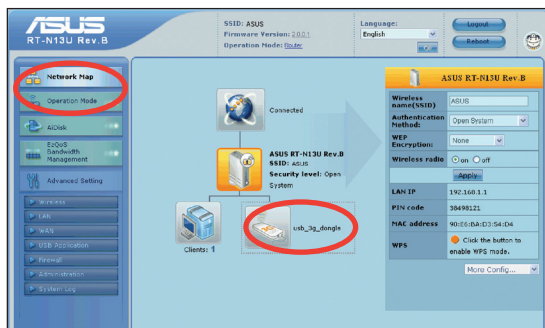 ASUS
RT-N13U Rev.B
SSID: ASUS
Firmware Version: 2.0.0.1
Operation Mode: Router
Language:
English
Logout
Reboot
Network Map
Operation Mode
AiDisk
EzQoS
Bandwidth
Management
Advanced Setting
Wireless
LAN
WAN
USB Application
Firewall
Administration
System Log
Connected
ASUS RT-N13U Rev.B
SSID: ASUS
Security level: Open
System
Clients: 1
usb_3g_dongle
ASUS RT-N13U Rev.B
Wireless
name(SSID)
ASUS
Authentication
Method:
Open System
WEP
Encryption:
None
Wireless radio
on
off
Apply
LAN IP
192.168.1.1
PIN code
38498121
MAC address
90:E6:BA:D3:54:D4
WPS
Click the button to
enable WPS mode.
More Config...